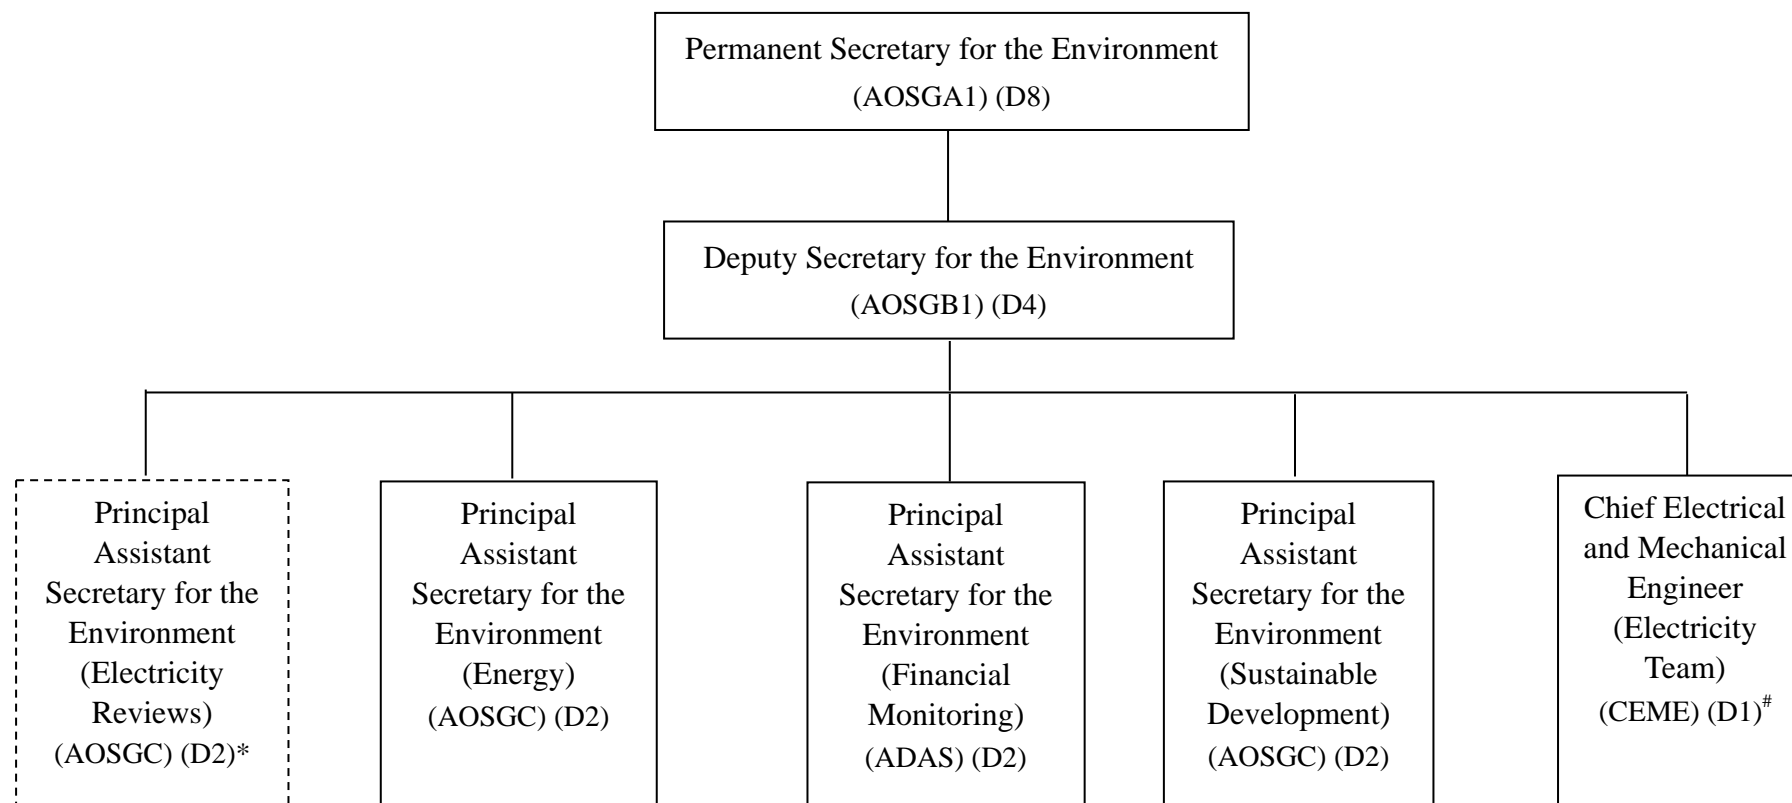 Permanent Secretary for the Environment
(AOSGA1) (D8)
Deputy Secretary for the Environment
(AOSGB1) (D4)
Principal
Assistant
Secretary for the
Environment
(Electricity
Reviews)
(AOSGC) (D2)*
Principal
Assistant
Secretary for the
Environment
(Energy)
(AOSGC) (D2)
Principal
Assistant
Secretary for the
Environment
(Financial
Monitoring)
(ADAS) (D2)
Principal
Assistant
Secretary for the
Environment
(Sustainable
Development)
(AOSGC) (D2)
Chief Electrical
and Mechanical
Engineer
(Electricity
Team)
(CEME) (D1)#